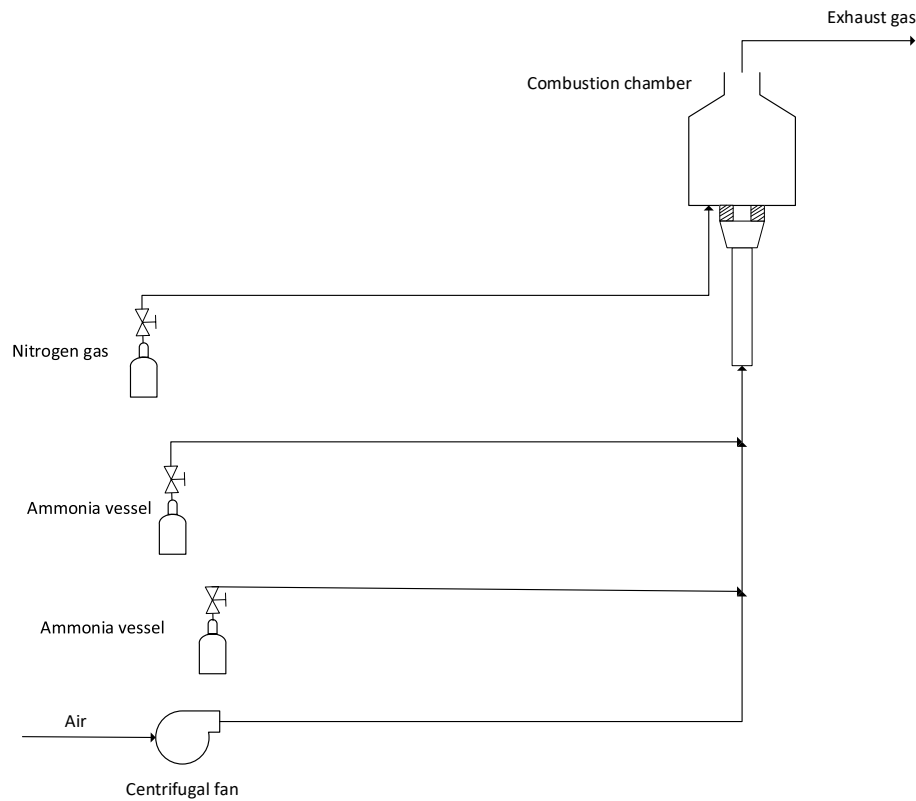 Exhaust gas
Combustion chamber
Nitrogen gas
Ammonia vessel
Ammonia vessel
Air
Centrifugal fan